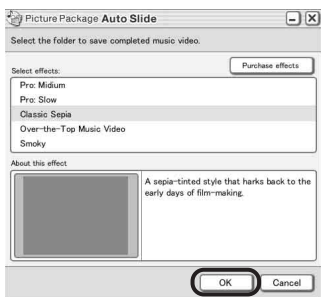 Picture Package Auto Slide
Select the folder to save completed music video.
Purchase effects
Select effects:
Pro: Midium
Pro: Slow
Classic Sepia
Over-the-Top Music Video
Smoky
About this effect
A sepia-tinted style that harks back to the
early days of film-making.
OK
Cancel